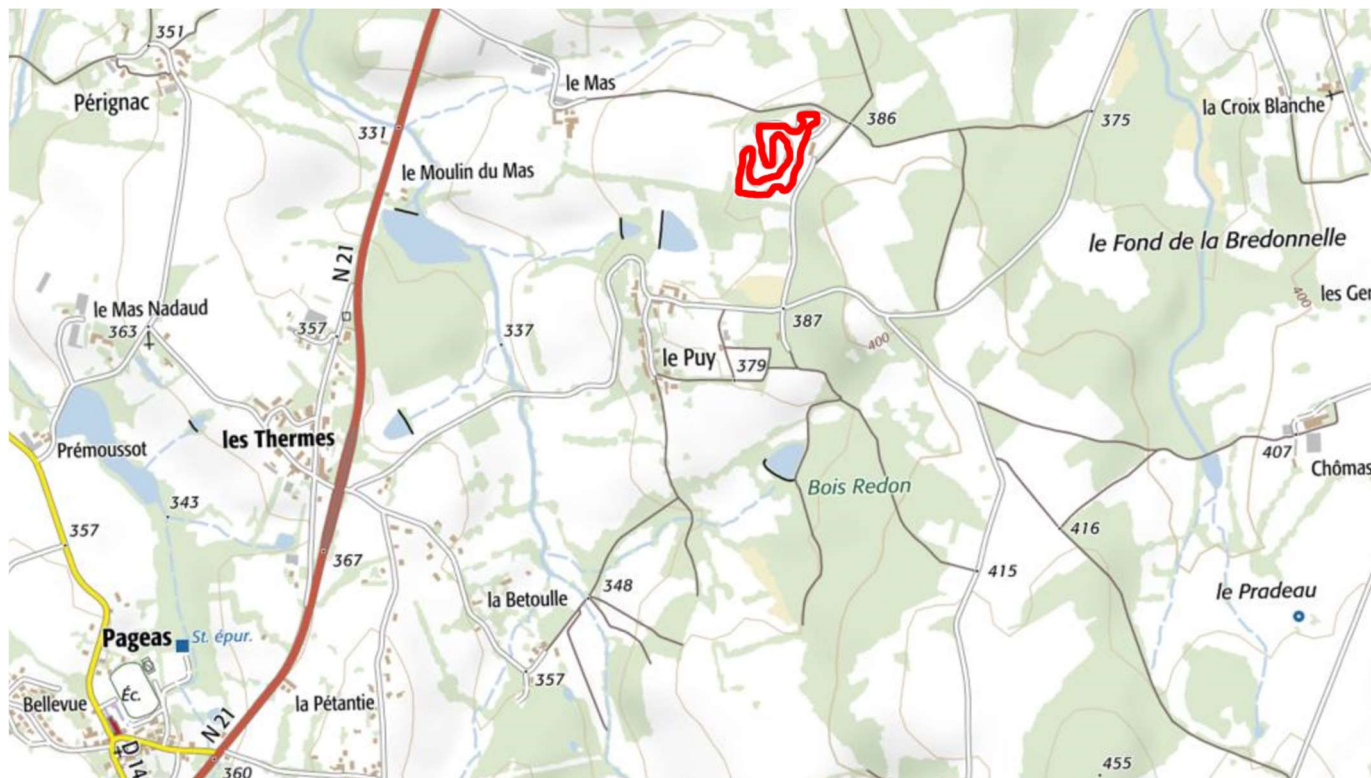 351
Pérignac
le Mas
331
386
375
la Croix Blanche
le Moulin du Mas
N 21
le Fond de la Bredonnelle
400
les Ger
le Mas Nadaud
363
357
337
387
400
le Puy
379
les Thermes
Prémoussot
343
407
Chômas
Bois Redon
357
367
416
415
348
la Betoulle
le Pradeau
Pageas
St. épur.
Éc.
357
Bellevue
la Pétantie
N 21
D 14
360
455